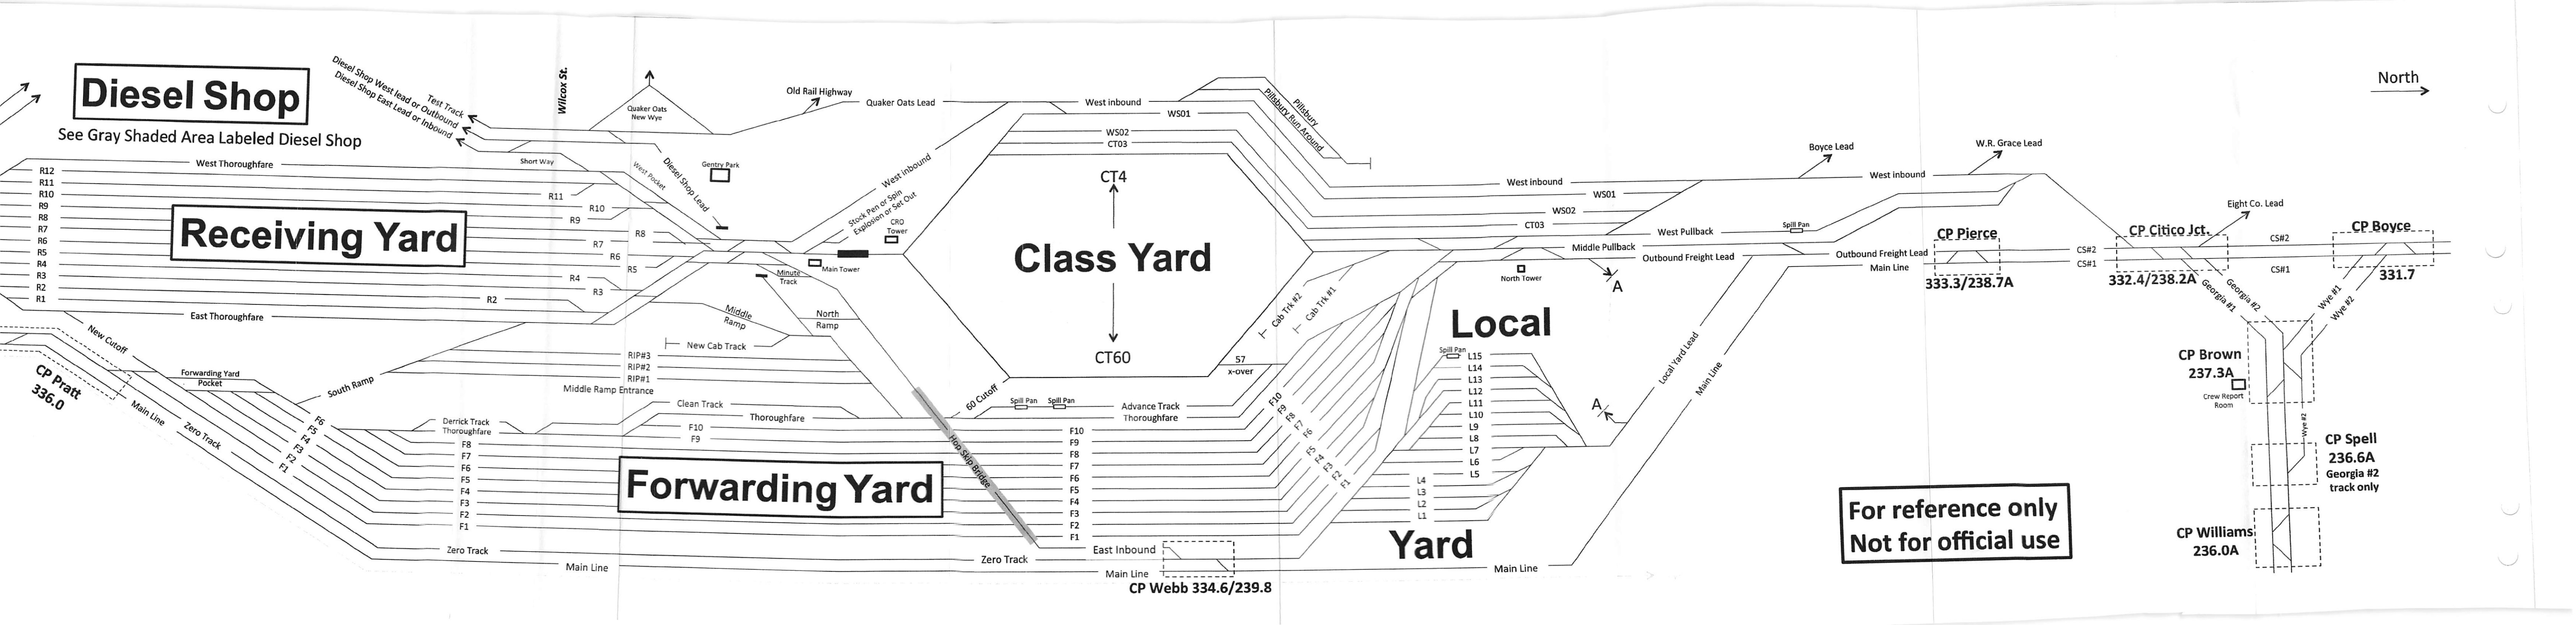 Diesel Shop
See Gray Shaded Area Labeled Diesel Shop
Diesel Shop West lead or Outbound
Diesel Shop East Lead or Inbound
Test Track
Wilcox St.
Quaker Oats
New Wye
Old Rail Highway
Quaker Oats Lead
West inbound
WS01
WS02
CT03
Pillsbury
Pillsbury Run Around
North
West Thoroughfare
Short Way
West Pocket
Diesel Shop Lead
Gentry Park
West inbound
Stock Pen or Spin
Explosion or Set Out
CRO
Tower
Main Tower
Minute
Track
R12
R11
R10
R9
R8
R7
R6
R5
R4
R3
R2
R1
Receiving Yard
R11
R10
R9
R8
R7
R6
R5
R4
R3
R2
East Thoroughfare
New Cutoff
CP Pratt
336.0
Main Line
Zero Track
Forwarding Yard
Pocket
South Ramp
F6
F5
F4
F3
F2
F1
Middle
Ramp
North
Ramp
New Cab Track
RIP#3
RIP#2
RIP#1
Middle Ramp Entrance
Clean Track
Thoroughfare
Derrick Track
Thoroughfare
F10
F9
F8
F7
F6
F5
F4
F3
F2
F1
Forwarding Yard
Zero Track
Main Line
Hop Skip Bridge
Class Yard
CT4
CT60
60 Cutoff
Spill Pan
Spill Pan
Advance Track
Thoroughfare
57
x-over
F10
F9
F8
F7
F6
F5
F4
F3
F2
F1
East Inbound
Zero Track
Main Line
CP Webb 334.6/239.8
Cab Trk #2
Cab Trk #1
F10
F9
F8
F7
F6
F5
F4
F3
F2
F1
West inbound
WS01
WS02
CT03
West Pullback
Middle Pullback
Outbound Freight Lead
North Tower
A
Spill Pan
Boyce Lead
West inbound
W.R. Grace Lead
Outbound Freight Lead
Main Line
Local
Yard
Spill Pan
L15
L14
L13
L12
L11
L10
L9
L8
L7
L6
L5
L4
L3
L2
L1
A
Local Yard Lead
Main Line
Main Line
CP Pierce
333.3/238.7A
CS#2
CS#1
CP Citico Jct.
332.4/238.2A
Eight Co. Lead
CS#2
CS#1
CP Boyce
331.7
Georgia #1
Georgia #2
Wye #1
Wye #2
CP Brown
237.3A
Crew Report
Room
Wye #2
CP Spell
236.6A
Georgia #2
track only
CP Williams
236.0A
For reference only
Not for official use